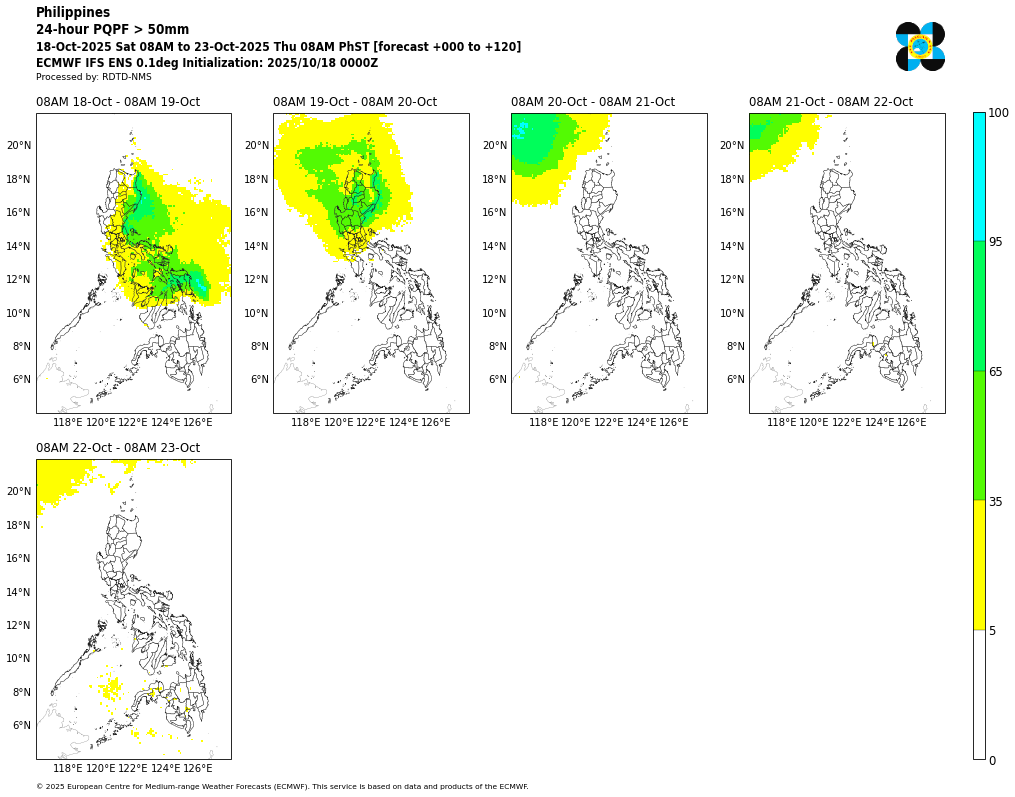 Philippines
24-hour PQPF > 50mm
18-Oct-2025 Sat 08AM to 23-Oct-2025 Thu 08AM PhST [forecast +000 to +120]
ECMWF IFS ENS 0.1deg Initialization: 2025/10/18 0000Z
Processed by: RDTD-NMS
08AM 18-Oct - 08AM 19-Oct
08AM 19-Oct - 08AM 20-Oct
08AM 20-Oct - 08AM 21-Oct
08AM 21-Oct - 08AM 22-Oct
20°N
18°N
16°N
14°N
12°N
10°N
8°N
6°N
118°E 120°E 122°E 124°E 126°E
20°N
18°N
16°N
14°N
12°N
10°N
8°N
6°N
118°E 120°E 122°E 124°E 126°E
20°N
18°N
16°N
14°N
12°N
10°N
8°N
6°N
118°E 120°E 122°E 124°E 126°E
20°N
18°N
16°N
14°N
12°N
10°N
8°N
6°N
118°E 120°E 122°E 124°E 126°E
08AM 22-Oct - 08AM 23-Oct
20°N
18°N
16°N
14°N
12°N
10°N
8°N
6°N
118°E 120°E 122°E 124°E 126°E
100
95
65
35
5
0
© 2025 European Centre for Medium-range Weather Forecasts (ECMWF). This service is based on data and products of the ECMWF.